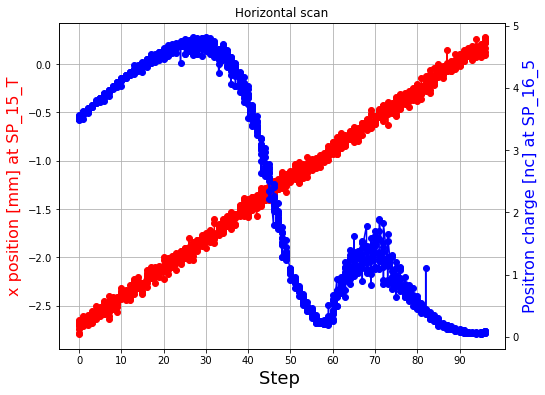 Horizontal scan
x position [mm] at SP_15_T
0.0
−0.5
−1.0
−1.5
−2.0
−2.5
5
4
3
2
1
0
Positron charge [nc] at SP_16_5
0 10 20 30 40 50 60 70 80 90
Step